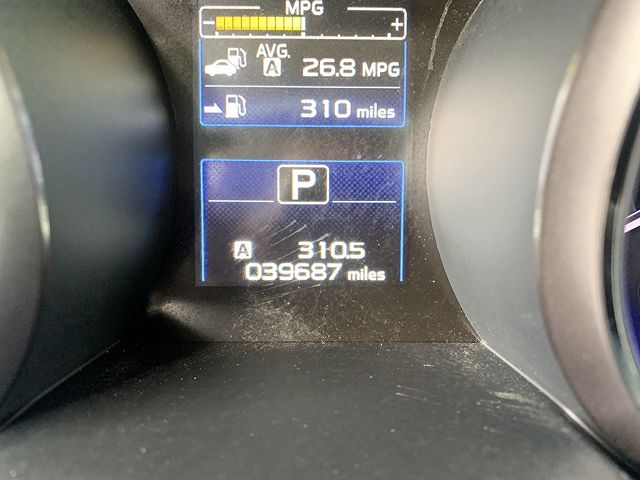 MPG
- +
AVG.
A 26.8 MPG
310 miles
P
A 310.5
039687 miles